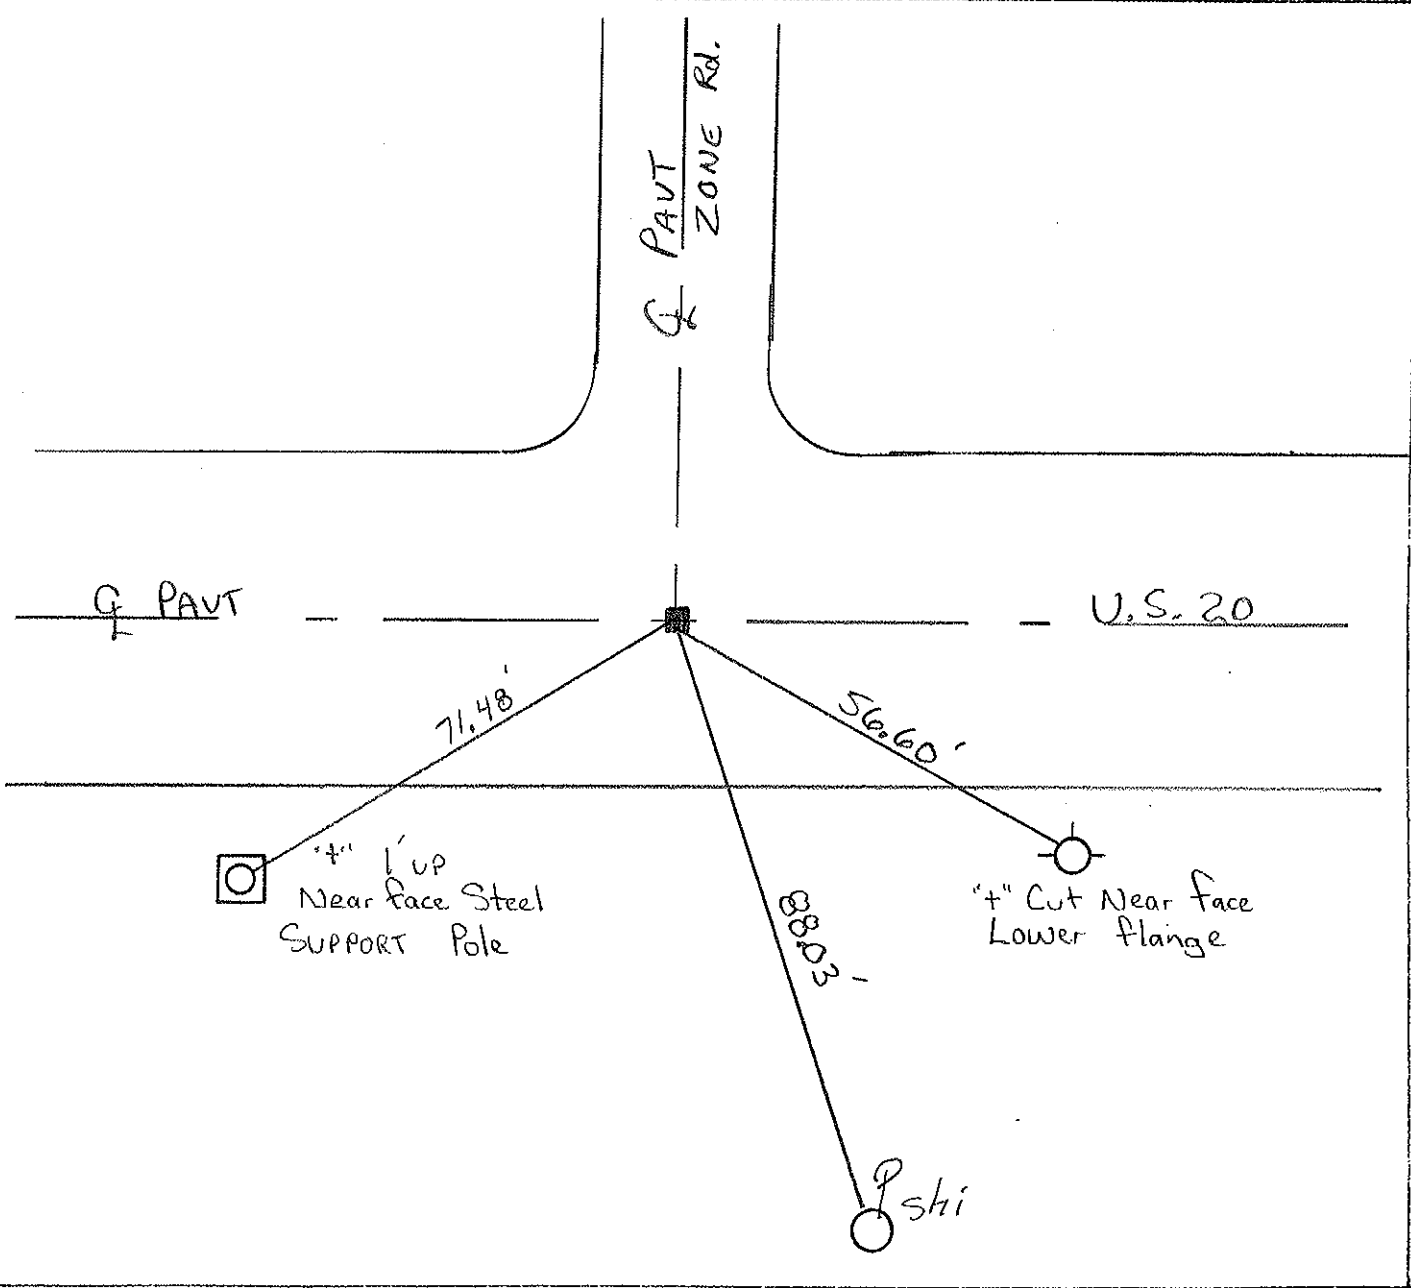 ℄ PAVT
ZONE Rd.
℄ PAVT
U.S. 20
71.48'
56.60'
88.03'
"+" 1' UP
Near face Steel
SUPPORT Pole
"+" Cut Near face
Lower flange